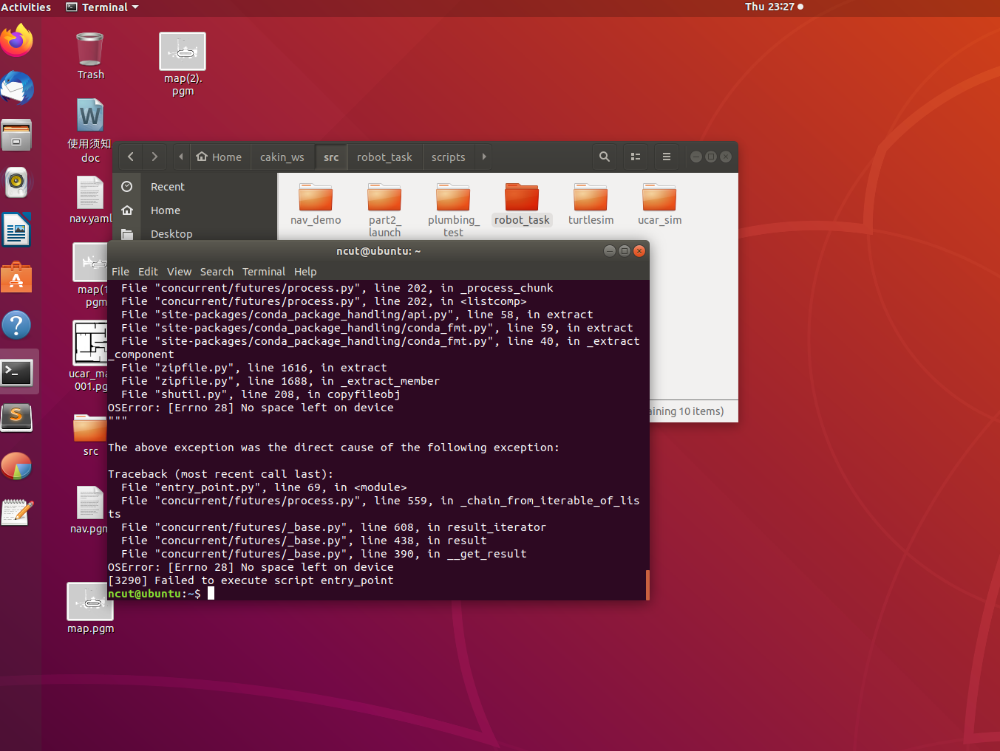 Activities
Terminal
Thu 23:27
Trash
map(2).
pgm
使用须知
doc
nav.yaml
pgm
001.pg
src
map.pgm
Home
cakin_ws
src
robot_task
scripts
Recent
Home
Desktop
nav_demo
part2_
launch
plumbing_
test
robot_task
turtlesim
ucar_sim
10 items)
ncut@ubuntu: ~
File Edit View Search Terminal Help
File "concurrent/futures/process.py", line 202, in _process_chunk
File "concurrent/futures/process.py", line 202, in <listcomp>
File "site-packages/conda_package_handling/api.py", line 58, in extract
File "site-packages/conda_package_handling/conda_fmt.py", line 59, in extract
File "site-packages/conda_package_handling/conda_fmt.py", line 40, in _extract
_component
File "zipfile.py", line 1616, in extract
File "zipfile.py", line 1688, in _extract_member
File "shutil.py", line 208, in copyfileobj
OSError: [Errno 28] No space left on device
"""
The above exception was the direct cause of the following exception:
Traceback (most recent call last):
File "entry_point.py", line 69, in <module>
File "concurrent/futures/process.py", line 559, in _chain_from_iterable_of_lis
ts
File "concurrent/futures/_base.py", line 608, in result_iterator
File "concurrent/futures/_base.py", line 438, in result
File "concurrent/futures/_base.py", line 390, in __get_result
OSError: [Errno 28] No space left on device
[3290] Failed to execute script entry_point
ncut@ubuntu:~$